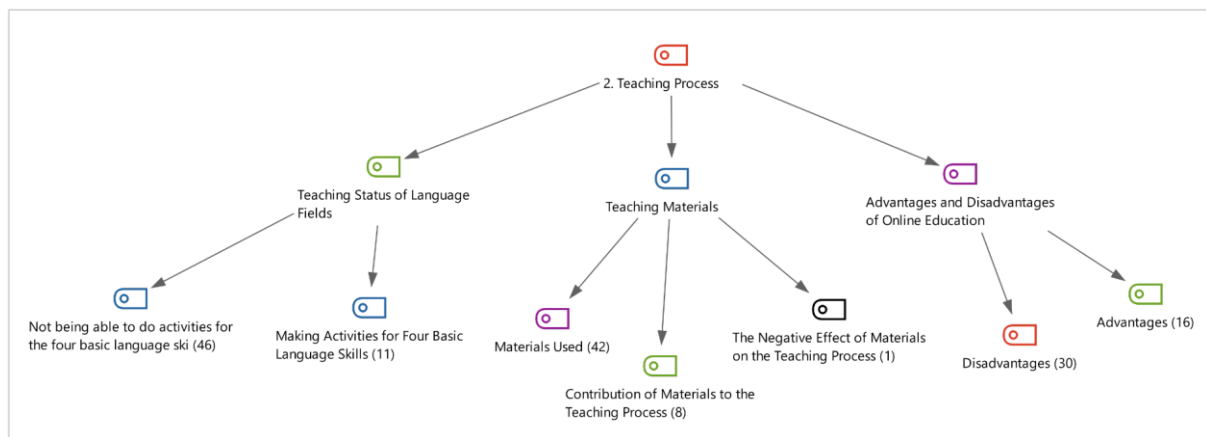 2. Teaching Process
Teaching Status of Language
Fields
Teaching Materials
Advantages and Disadvantages
of Online Education
Not being able to do activities for
the four basic language ski (46)
Making Activities for Four Basic
Language Skills (11)
Materials Used (42)
Contribution of Materials to the
Teaching Process (8)
The Negative Effect of Materials
on the Teaching Process (1)
Disadvantages (30)
Advantages (16)